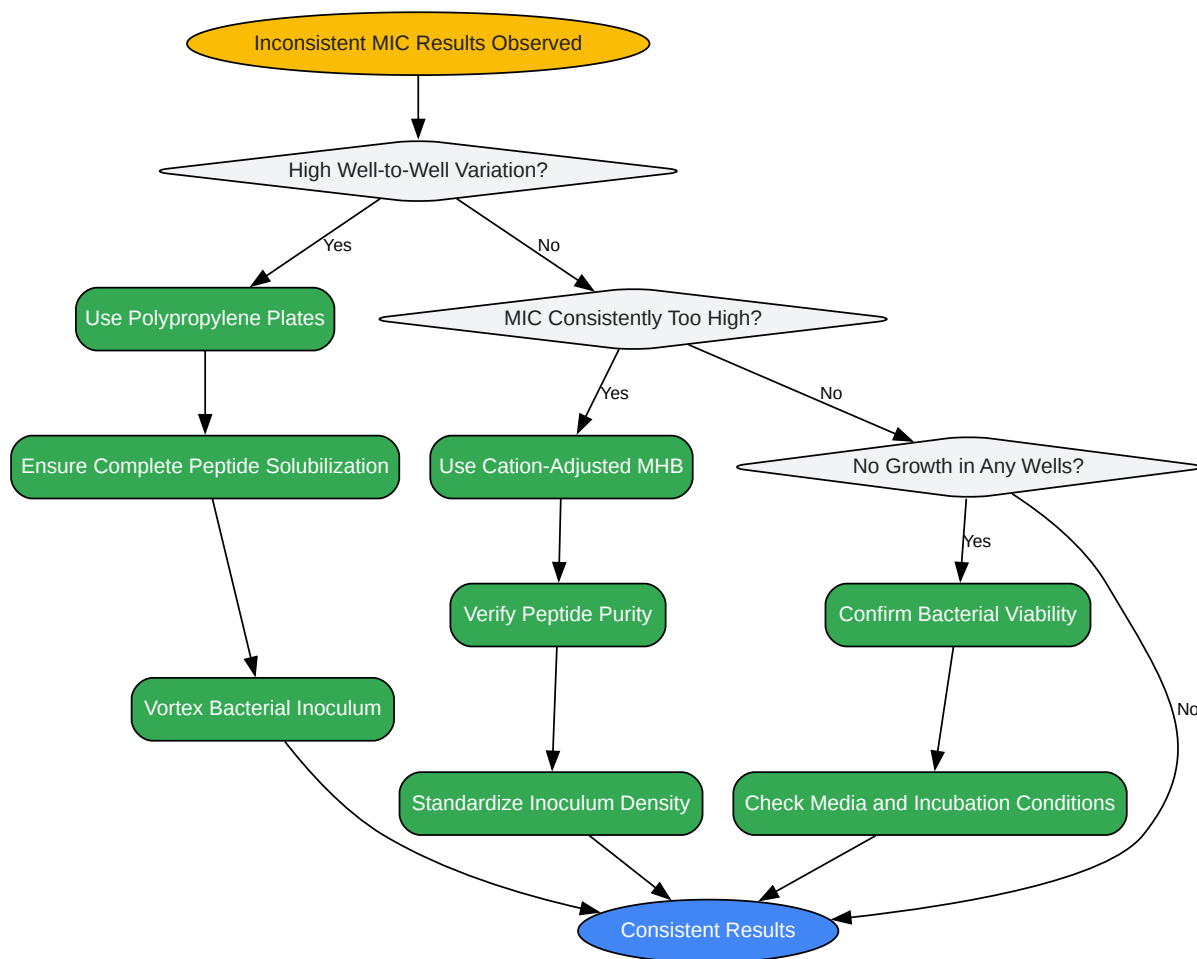 Inconsistent MIC Results Observed
High Well-to-Well Variation?
Yes
No
Use Polypropylene Plates
MIC Consistently Too High?
Yes
No
Ensure Complete Peptide Solubilization
Use Cation-Adjusted MHB
No Growth in Any Wells?
Yes
Verify Peptide Purity
Confirm Bacterial Viability
Vortex Bacterial Inoculum
No
Standardize Inoculum Density
Check Media and Incubation Conditions
Consistent Results